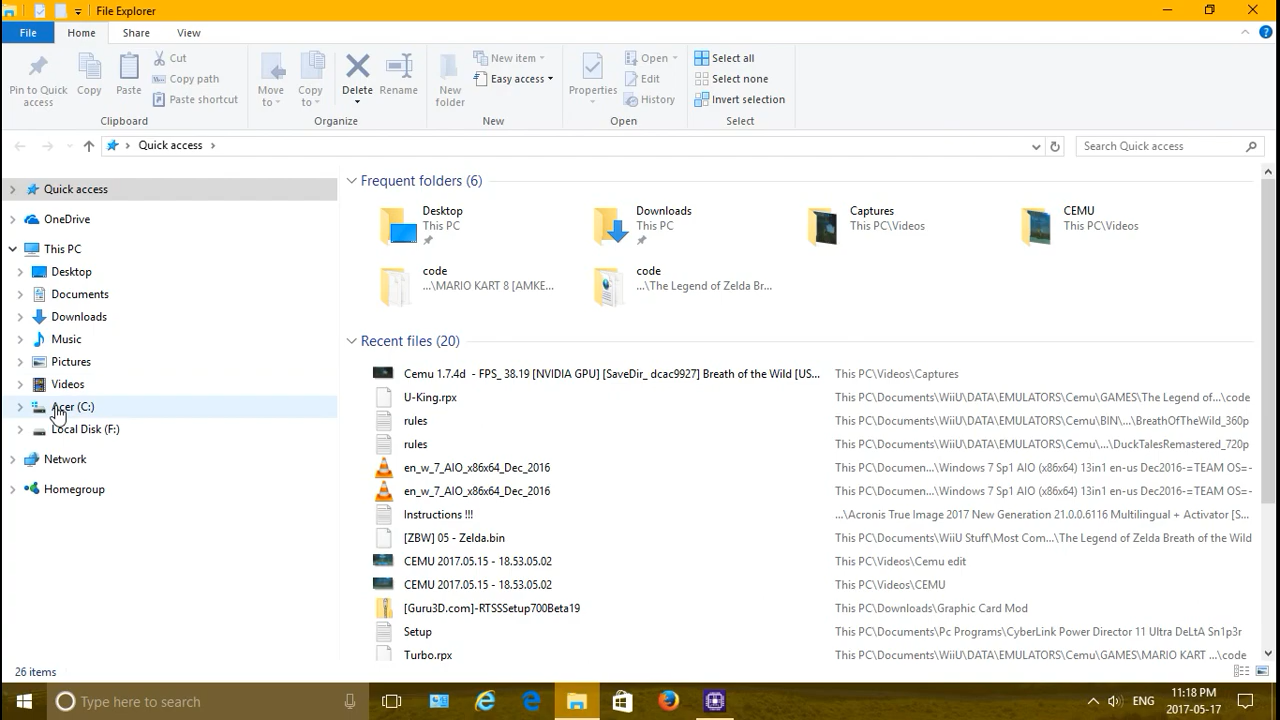 File Explorer
File Home Share View
Pin to Quick access
Copy
Paste
Cut
Copy path
Paste shortcut
Clipboard
Move to
Copy to
Delete
Rename
Organize
New folder
New item
Easy access
New
Properties
Open
Edit
History
Open
Select all
Select none
Invert selection
Select
Quick access
Search Quick access
Quick access
OneDrive
This PC
Desktop
Documents
Downloads
Music
Pictures
Videos
Acer (C:)
Local Disk (F:)
Network
Homegroup
Frequent folders (6)
Desktop
This PC
Downloads
This PC
Captures
This PC\Videos
CEMU
This PC\Videos
code
...\MARIO KART 8 [AMKE...
code
...\The Legend of Zelda Br...
Recent files (20)
Cemu 1.7.4d - FPS_ 38.19 [NVIDIA GPU] [SaveDir_ dcac9927] Breath of the Wild [US... This PC\Videos\Captures
U-King.rpx This PC\Documents\WiiU\DATA\EMULATORS\Cemu\GAMES\The Legend of...\code
rules This PC\Documents\WiiU\DATA\EMULATORS\Cemu\BIN\...\BreathOfTheWild_360p
rules This PC\Documents\WiiU\DATA\EMULATORS\Cemu\...\DuckTalesRemastered_720p
en_w_7_AIO_x86x64_Dec_2016 This PC\Documen...\Windows 7 Sp1 AIO (x86x64) 13in1 en-us Dec2016-=TEAM OS=-
en_w_7_AIO_x86x64_Dec_2016 This PC\Documen...\Windows 7 Sp1 AIO (x86x64) 13in1 en-us Dec2016-=TEAM OS=-
Instructions !!! ...\Acronis True Image 2017 New Generation 21.0.0.6116 Multilingual + Activator [S...
[ZBW] 05 - Zelda.bin This PC\Documents\WiiU Stuff\Most Com...\The Legend of Zelda Breath of the Wild
CEMU 2017.05.15 - 18.53.05.02 This PC\Videos\Cemu edit
CEMU 2017.05.15 - 18.53.05.02 This PC\Videos\CEMU
[Guru3D.com]-RTSSSetup700Beta19 This PC\Downloads\Graphic Card Mod
Setup This PC\Documents\Pc Programs\CyberLink Power Director 11 Ultra DeLtA Sn1p3r
Turbo.rpx This PC\Documents\WiiU\DATA\EMULATORS\Cemu\GAMES\MARIO KART ...\code
26 items
Type here to search
ENG
11:18 PM
2017-05-17